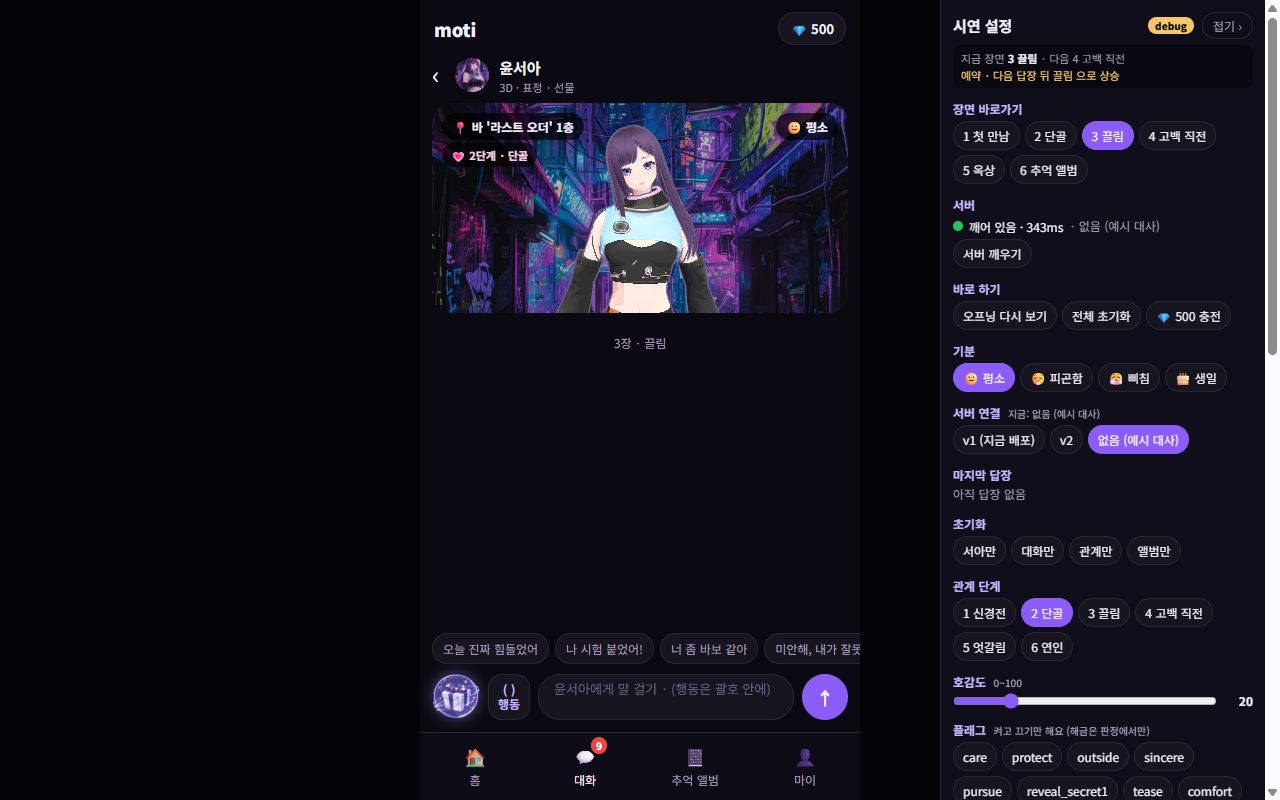 moti
💎 500
‹
윤서아
3D · 표정 · 선물
📍 바 '라스트 오더' 1층
😐 평소
💗 2단계 · 단골
3장 · 끌림
오늘 진짜 힘들었어
나 시험 붙었어!
너 좀 바보 같아
미안해, 내가 잘못
( )
행동
윤서아에게 말 걸기 · (행동은 괄호 안에)
↑
9
홈
대화
추억 앨범
마이
시연 설정
debug
접기 ›
지금 장면 3 끌림 · 다음 4 고백 직전
예약 · 다음 답장 뒤 끌림 으로 상승
장면 바로가기
1 첫 만남
2 단골
3 끌림
4 고백 직전
5 옥상
6 추억 앨범
서버
깨어 있음 · 343ms · 없음 (예시 대사)
서버 깨우기
바로 하기
오프닝 다시 보기
전체 초기화
💎 500 충전
기분
😐 평소
피곤함
삐침
🎂 생일
서버 연결 지금: 없음 (예시 대사)
v1 (지금 배포)
v2
없음 (예시 대사)
마지막 답장
아직 답장 없음
초기화
서아만
대화만
관계만
앨범만
관계 단계
1 신경전
2 단골
3 끌림
4 고백 직전
5 엇갈림
6 연인
호감도 0~100
20
플래그 켜고 끄기만 해요 (해금은 판정에서만)
care
protect
outside
sincere
pursue
reveal_secret1
tease
comfort